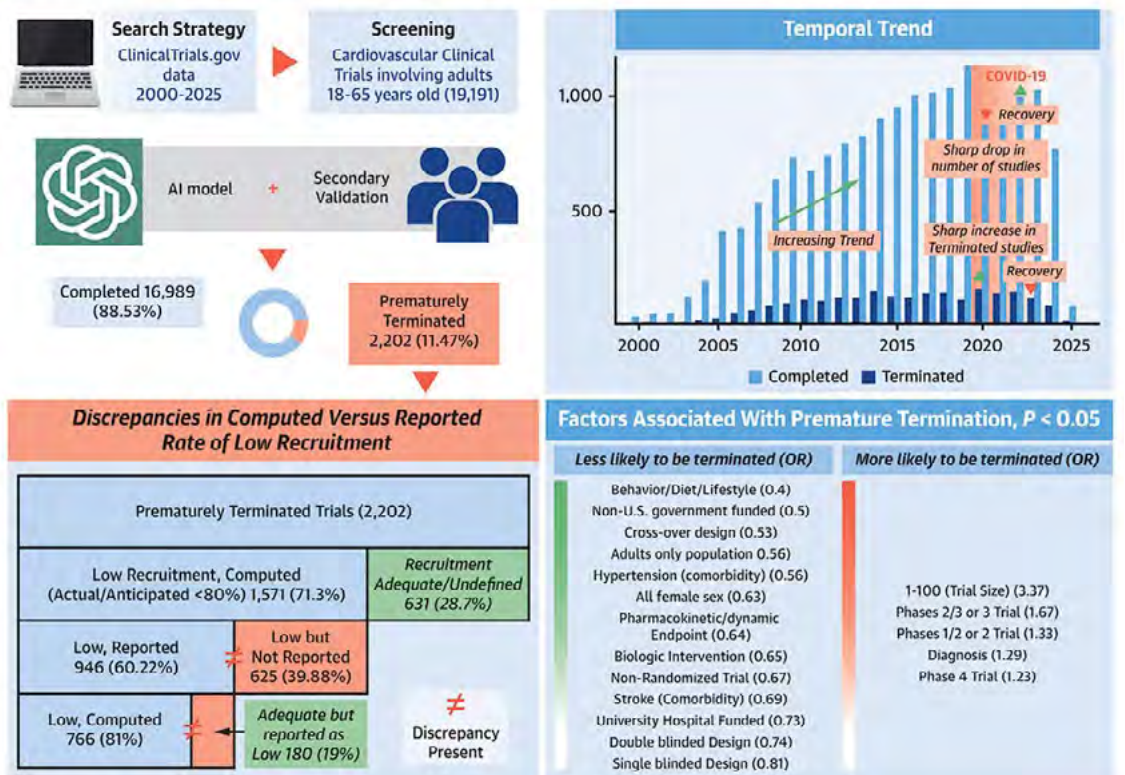 Search Strategy
ClinicalTrials.gov
data
2000-2025
Screening
Cardiovascular Clinical
Trials involving adults
18-65 years old (19,191)
AI model
+
Secondary
Validation
Completed 16,989
(88.53%)
Prematurely
Terminated
2,202 (11.47%)
Temporal Trend
1,000
500
COVID-19
Recovery
Sharp drop in
number of studies
Increasing Trend
Sharp increase in
Terminated studies
Recovery
2000 2005 2010 2015 2020 2025
Completed Terminated
Discrepancies in Computed Versus Reported
Rate of Low Recruitment
Prematurely Terminated Trials (2,202)
Low Recruitment, Computed
(Actual/Anticipated <80%) 1,571 (71.3%)
Recruitment
Adequate/Undefined
631 (28.7%)
Low, Reported
946 (60.22%)
≠
Low but
Not Reported
625 (39.88%)
Low, Computed
766 (81%)
≠
Adequate but
reported as
Low 180 (19%)
≠
Discrepancy
Present
Factors Associated With Premature Termination, P < 0.05
Less likely to be terminated (OR)
Behavior/Diet/Lifestyle (0.4)
Non-U.S. government funded (0.5)
Cross-over design (0.53)
Adults only population 0.56)
Hypertension (comorbidity) (0.56)
All female sex (0.63)
Pharmacokinetic/dynamic
Endpoint (0.64)
Biologic Intervention (0.65)
Non-Randomized Trial (0.67)
Stroke (Comorbidity) (0.69)
University Hospital Funded (0.73)
Double blinded Design (0.74)
Single blinded Design (0.81)
More likely to be terminated (OR)
1-100 (Trial Size) (3.37)
Phases 2/3 or 3 Trial (1.67)
Phases 1/2 or 2 Trial (1.33)
Diagnosis (1.29)
Phase 4 Trial (1.23)